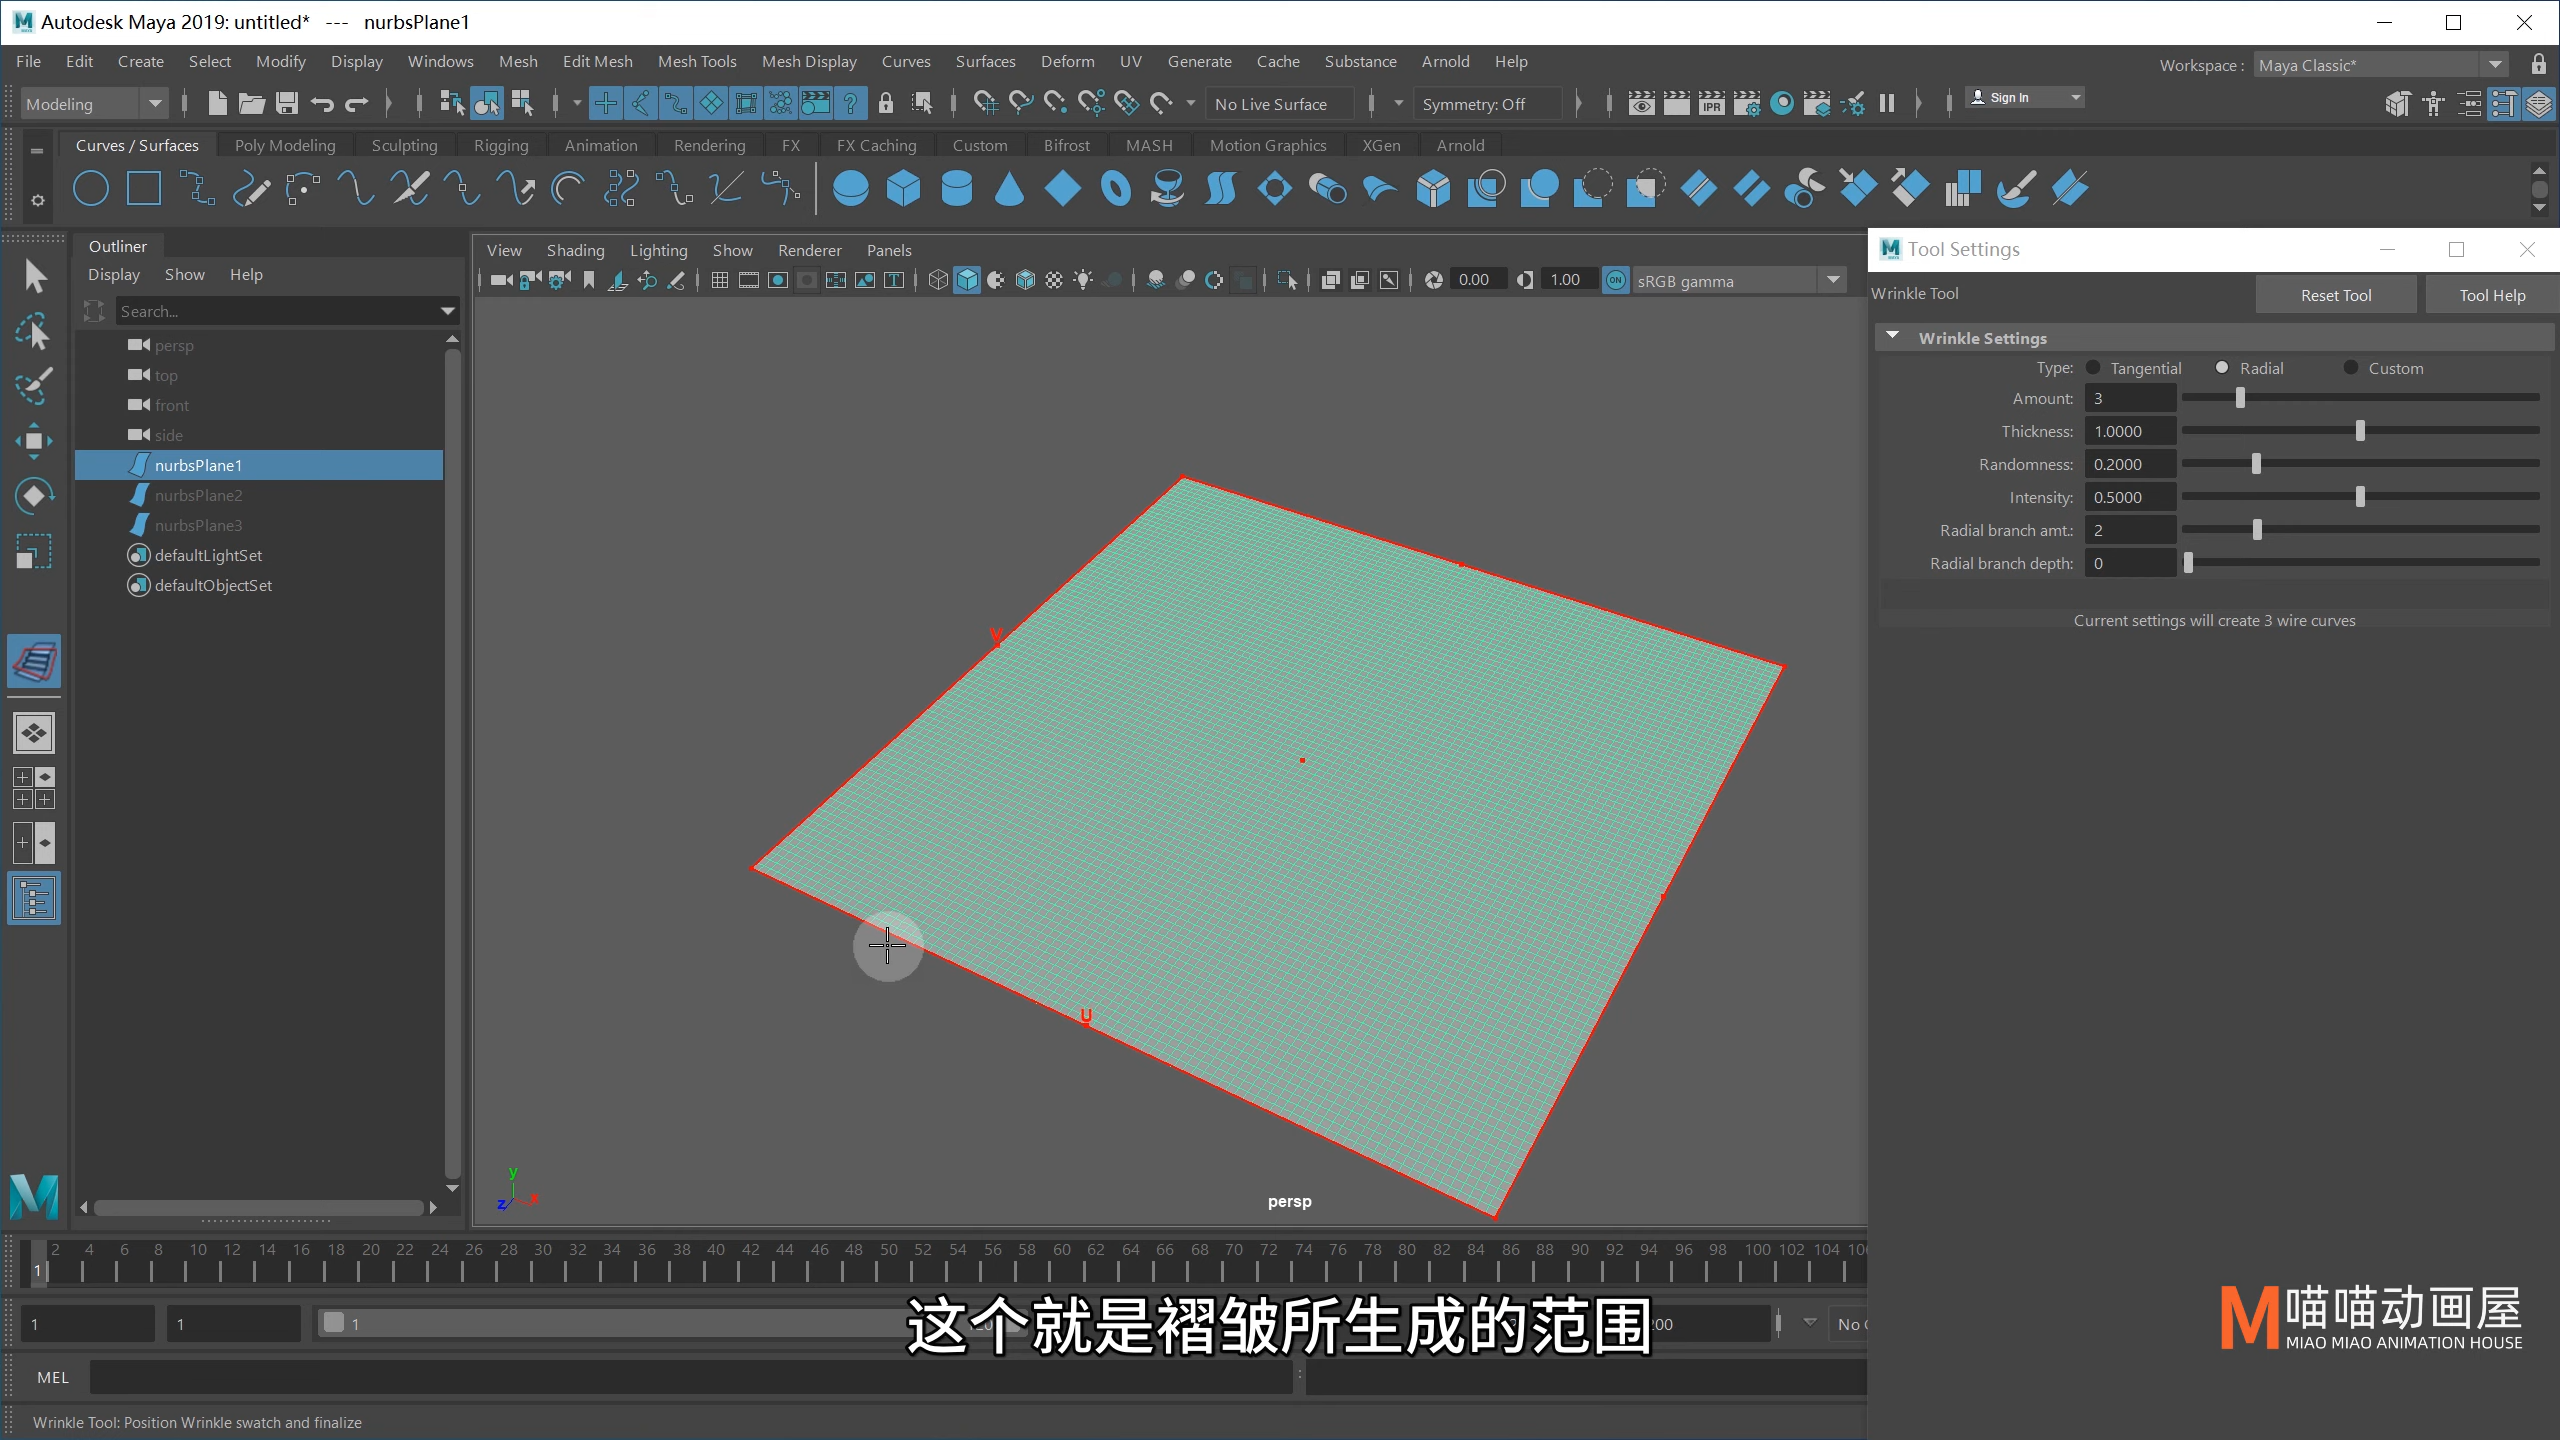 Autodesk Maya 2019: untitled* --- nurbsPlane1
File Edit Create Select Modify Display Windows Mesh Edit Mesh Mesh Tools Mesh Display Curves Surfaces Deform UV Generate Cache Substance Arnold Help
Workspace : Maya Classic*
Modeling
No Live Surface
Symmetry: Off
IPR
Sign In
Curves / Surfaces Poly Modeling Sculpting Rigging Animation Rendering FX FX Caching Custom Bifrost MASH Motion Graphics XGen Arnold
Outliner
Display Show Help
Search...
persp
top
front
side
nurbsPlane1
nurbsPlane2
nurbsPlane3
defaultLightSet
defaultObjectSet
View Shading Lighting Show Renderer Panels
0.00 1.00 ON sRGB gamma
V
U
y
z x
persp
Tool Settings
Wrinkle Tool
Reset Tool
Tool Help
Wrinkle Settings
Type: Tangential Radial Custom
Amount: 3
Thickness: 1.0000
Randomness: 0.2000
Intensity: 0.5000
Radial branch amt.: 2
Radial branch depth: 0
Current settings will create 3 wire curves
2 4 6 8 10 12 14 16 18 20 22 24 26 28 30 32 34 36 38 40 42 44 46 48 50 52 54 56 58 60 62 64 66 68 70 72 74 76 78 80 82 84 86 88 90 92 94 96 98 100 102 104
1
1 1 1
No
这个就是褶皱所生成的范围
MEL
Wrinkle Tool: Position Wrinkle swatch and finalize
M 喵喵动画屋
MIAO MIAO ANIMATION HOUSE